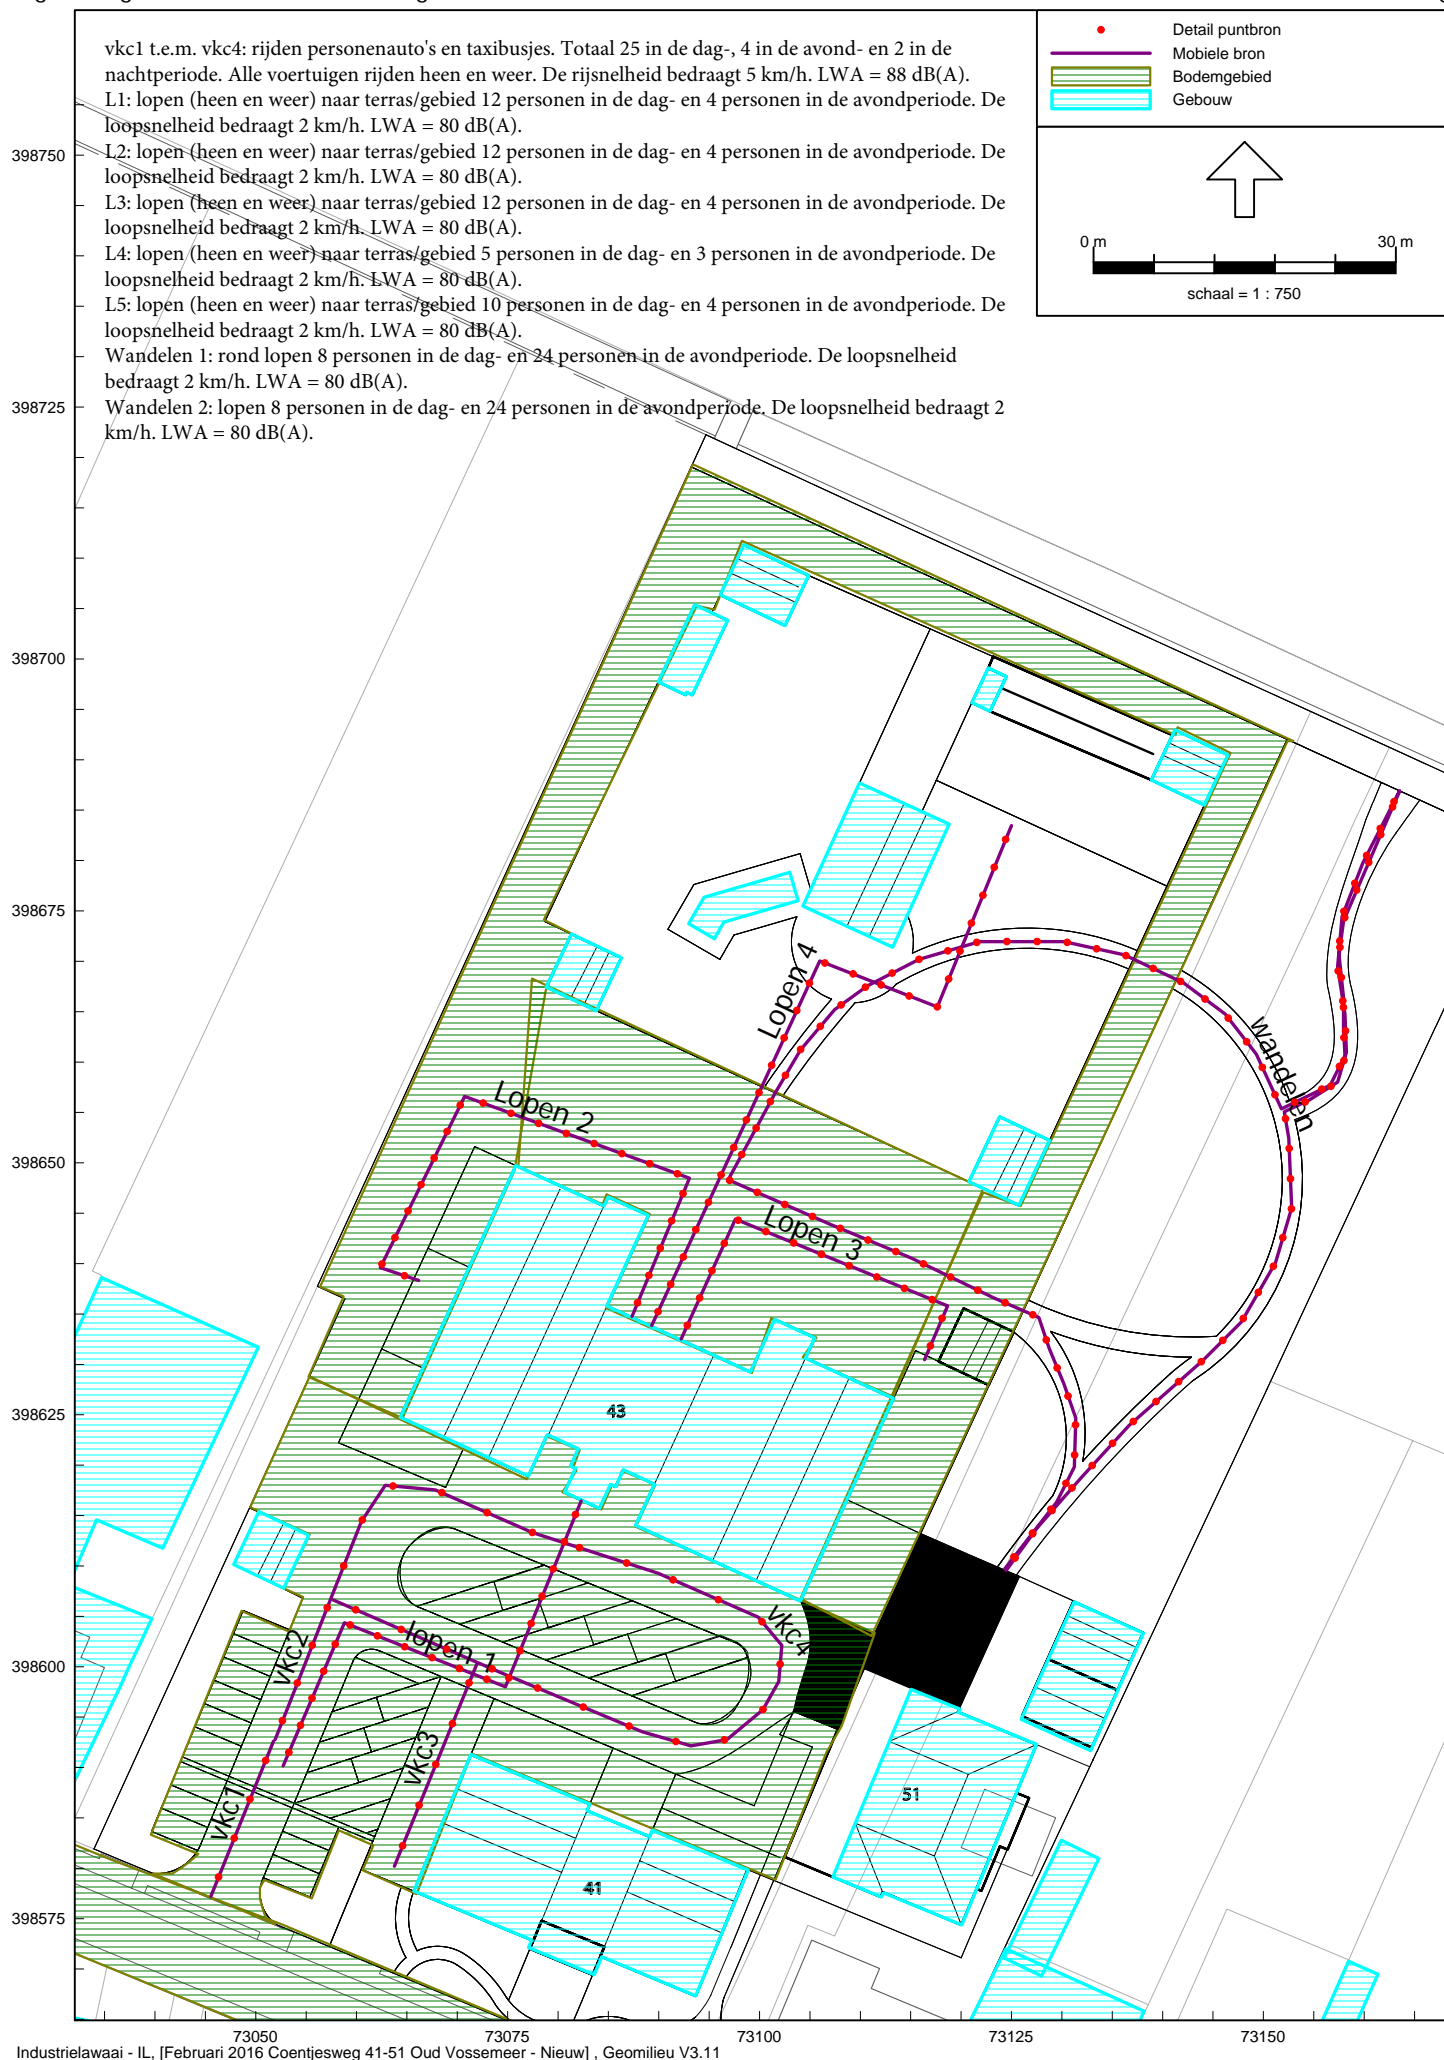 vkc1 t.e.m. vkc4: rijden personenauto's en taxibusjes. Totaal 25 in de dag-, 4 in de avond- en 2 in de
nachtperiode. Alle voertuigen rijden heen en weer. De rijsnelheid bedraagt 5 km/h. LWA = 88 dB(A).
L1: lopen (heen en weer) naar terras/gebied 12 personen in de dag- en 4 personen in de avondperiode. De
loopsnelheid bedraagt 2 km/h. LWA = 80 dB(A).
L2: lopen (heen en weer) naar terras/gebied 12 personen in de dag- en 4 personen in de avondperiode. De
loopsnelheid bedraagt 2 km/h. LWA = 80 dB(A).
L3: lopen (heen en weer) naar terras/gebied 12 personen in de dag- en 4 personen in de avondperiode. De
loopsnelheid bedraagt 2 km/h. LWA = 80 dB(A).
L4: lopen (heen en weer) naar terras/gebied 5 personen in de dag- en 3 personen in de avondperiode. De
loopsnelheid bedraagt 2 km/h. LWA = 80 dB(A).
L5: lopen (heen en weer) naar terras/gebied 10 personen in de dag- en 4 personen in de avondperiode. De
loopsnelheid bedraagt 2 km/h. LWA = 80 dB(A).
Wandelen 1: rond lopen 8 personen in de dag- en 24 personen in de avondperiode. De loopsnelheid
bedraagt 2 km/h. LWA = 80 dB(A).
Wandelen 2: lopen 8 personen in de dag- en 24 personen in de avondperiode. De loopsnelheid bedraagt 2
km/h. LWA = 80 dB(A).
Detail puntbron
Mobiele bron
Bodemgebied
Gebouw
0 m 30 m
schaal = 1 : 750
398750
398725
398700
398675
398650
398625
398600
398575
Lopen 4
wandelen
Lopen 2
Lopen 3
43
vkc4
lopen 1
vkc2
vkc3
vkc1
51
41
73050 73075 73100 73125 73150
Industrielawaai - IL, [Februari 2016 Coentjesweg 41-51 Oud Vossemeer - Nieuw] , Geomilieu V3.11